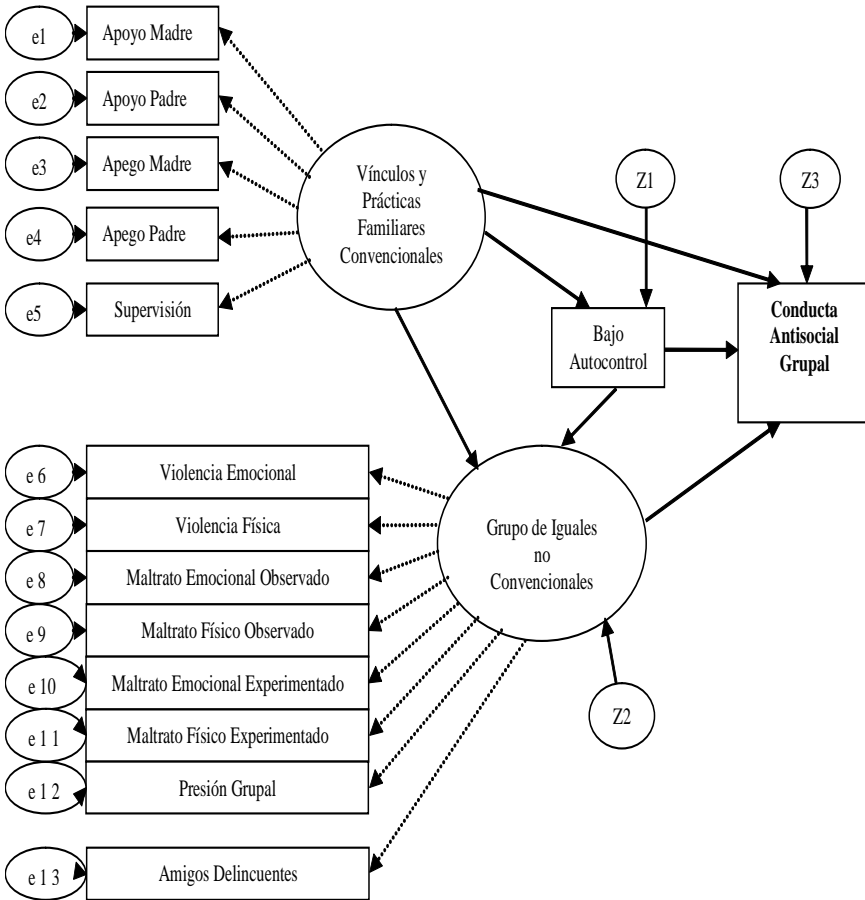 e1
Apoyo Madre
e2
Apoyo Padre
e3
Apego Madre
e4
Apego Padre
e5
Supervisión
Vínculos y
Prácticas
Familiares
Convencionales
Z1
Z3
Bajo
Autocontrol
Conducta
Antisocial
Grupal
e 6
Violencia Emocional
e 7
Violencia Física
e 8
Maltrato Emocional Observado
e 9
Maltrato Físico Observado
e 10
Maltrato Emocional Experimentado
e 1 1
Maltrato Físico Experimentado
e 1 2
Presión Grupal
e 1 3
Amigos Delincuentes
Grupo de Iguales
no
Convencionales
Z2